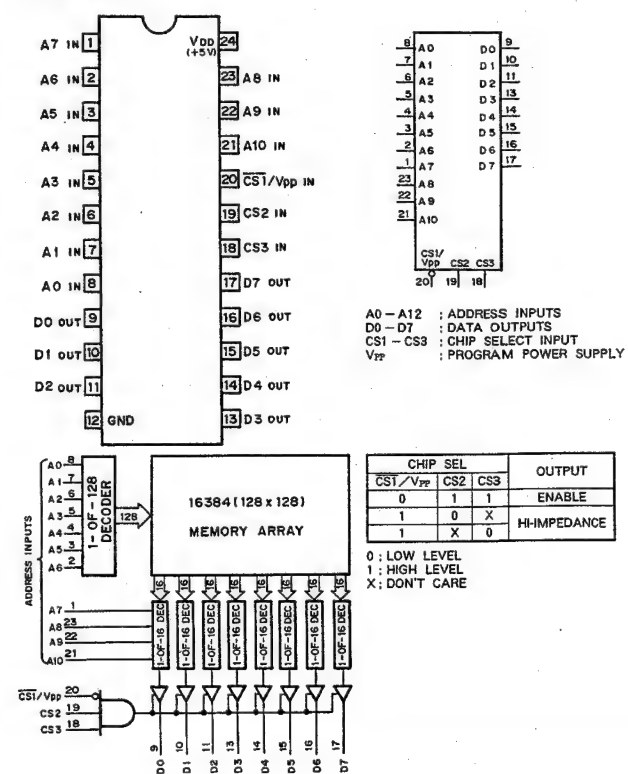 A7 IN 1
A6 IN 2
A5 IN 3
A4 IN 4
A3 IN 5
A2 IN 6
A1 IN 7
A0 IN 8
D0 OUT 9
D1 OUT 10
D2 OUT 11
12 GND
VDD 24
(+5V)
23 A8 IN
22 A9 IN
21 A10 IN
20 CS1/Vpp IN
19 CS2 IN
18 CS3 IN
17 D7 OUT
16 D6 OUT
15 D5 OUT
14 D4 OUT
13 D3 OUT
8 A0 D0 9
7 A1 D1 10
6 A2 D2 11
5 A3 D3 13
4 A4 D4 14
3 A5 D5 15
2 A6 D6 16
1 A7 D7 17
23 A8
22 A9
21 A10
CS1/
Vpp CS2 CS3
20 19 18
A0 – A12 : ADDRESS INPUTS
D0 – D7 : DATA OUTPUTS
CS1 – CS3 : CHIP SELECT INPUT
VPP : PROGRAM POWER SUPPLY
ADDRESS INPUTS
A0 8
A1 7
A2 6
A3 5
A4 4
A5 3
A6 2
1-OF-128
DECODER
128
16384(128 x 128)
MEMORY ARRAY
16 16 16 16 16 16 16 16
A7 1
A8 23
A9 22
A10 21
1-OF-16 DEC
1-OF-16 DEC
1-OF-16 DEC
1-OF-16 DEC
1-OF-16 DEC
1-OF-16 DEC
1-OF-16 DEC
1-OF-16 DEC
CS1/Vpp 20
CS2 19
CS3 18
9 10 11 13 14 15 16 17
D0 D1 D2 D3 D4 D5 D6 D7
CHIP SEL OUTPUT
CS1/VPP CS2 CS3
0 1 1 ENABLE
1 0 X HI-IMPEDANCE
1 X 0
0 ; LOW LEVEL
1 ; HIGH LEVEL
X ; DON'T CARE